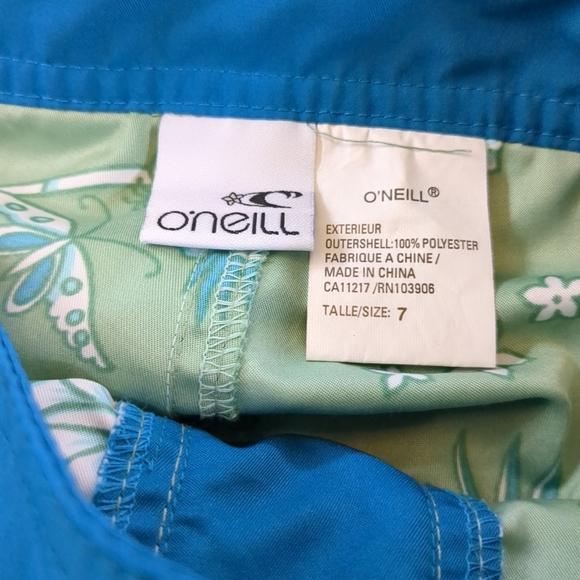 O'NEILL
O'NEILL®
EXTERIEUR
OUTERSHELL:100% POLYESTER
FABRIQUE A CHINE/
MADE IN CHINA
CA11217 /RN103906
TALLE/SIZE: 7